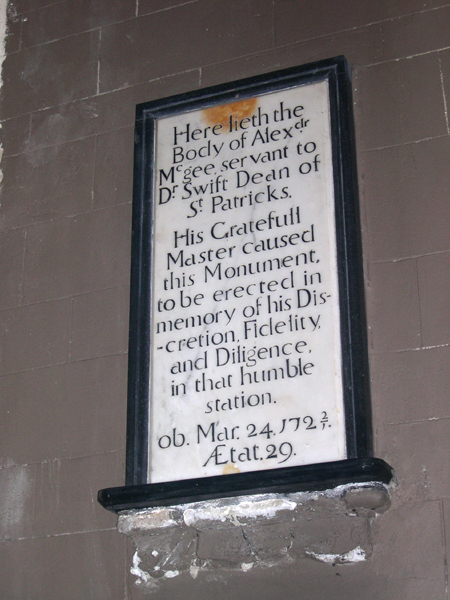 Here lieth the
Body of Alexdr
Mcgee, servant to
Dr Swift Dean of
St Patricks.
His Gratefull
Master caused
this Monument,
to be erected in
memory of his Dis-
-cretion, Fidelity,
and Diligence,
in that humble
station.
ob. Mar. 24. 172 2/1.
Ætat. 29.